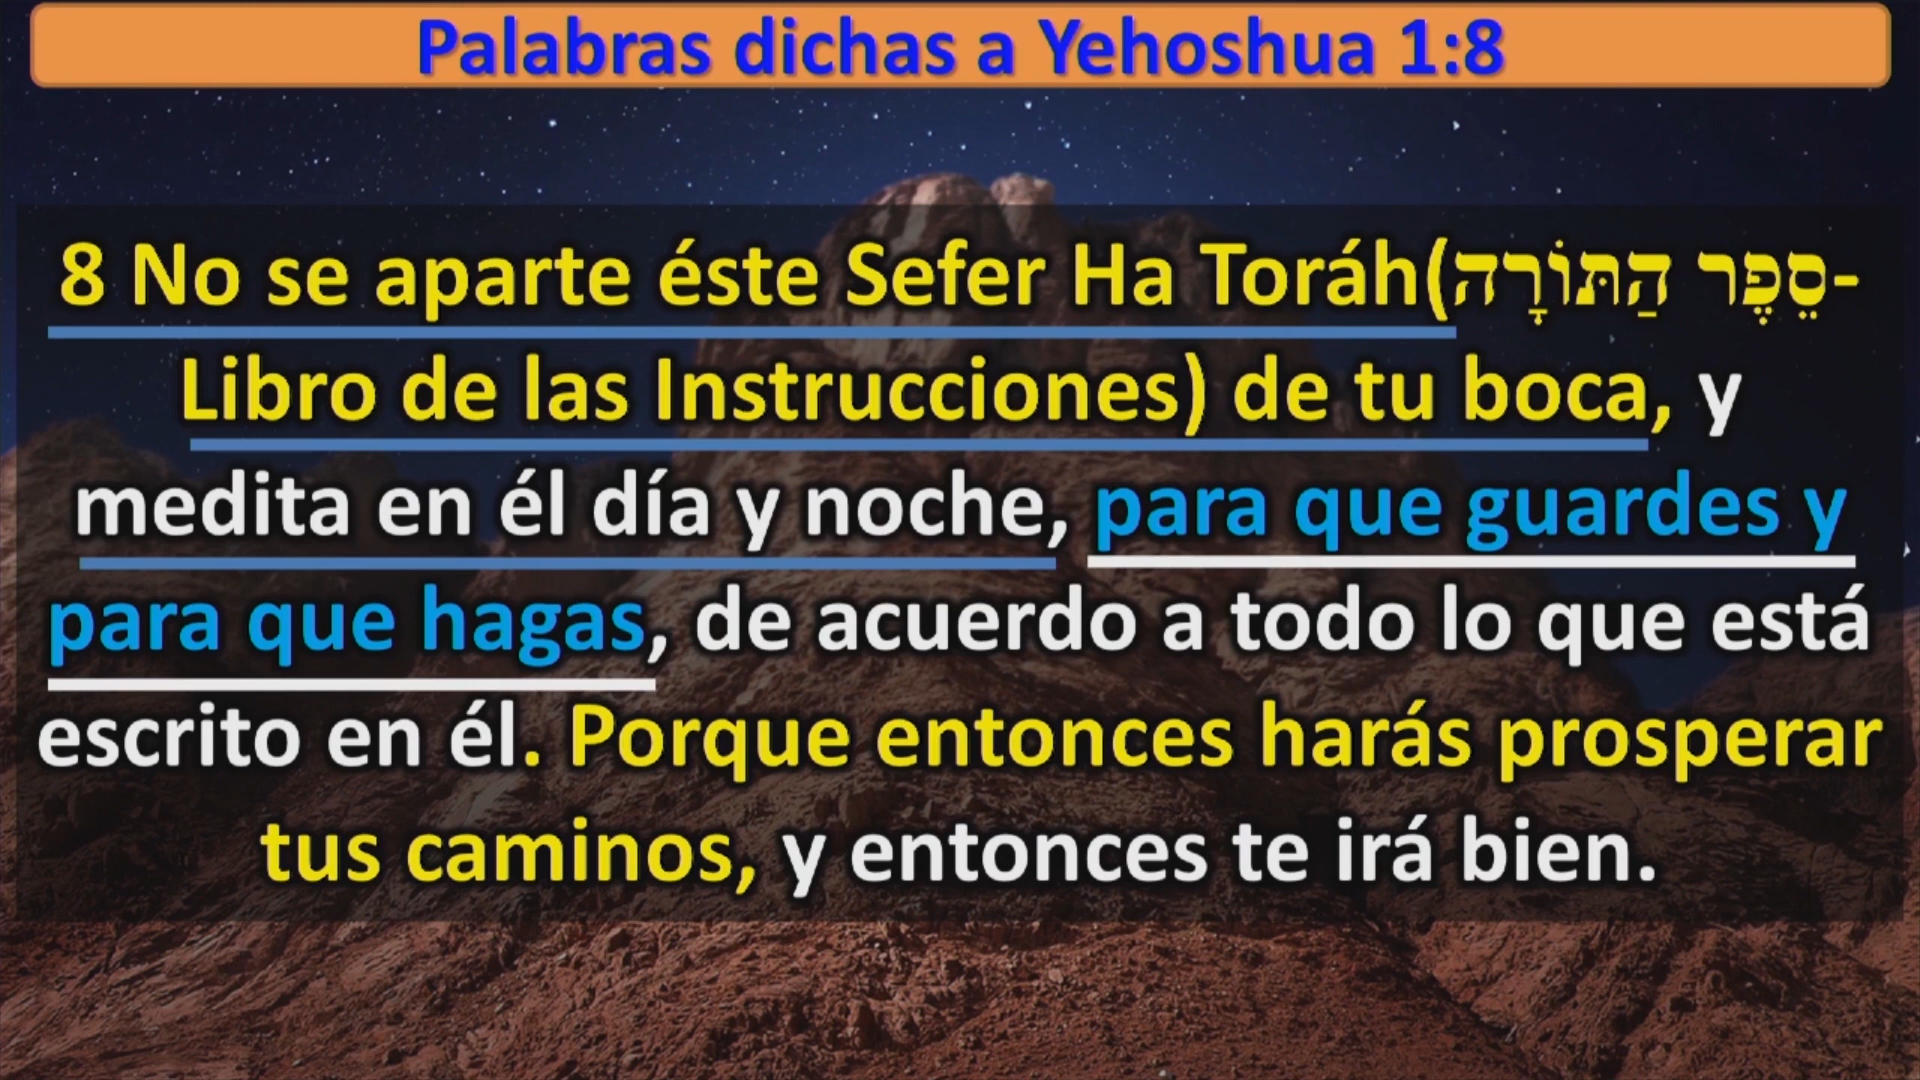 Palabras dichas a Yehoshua 1:8
8 No se aparte éste Sefer Ha Toráh(סֵפֶר הַתּוֹרָה-
Libro de las Instrucciones) de tu boca, y
medita en él día y noche, para que guardes y
para que hagas, de acuerdo a todo lo que está
escrito en él. Porque entonces harás prosperar
tus caminos, y entonces te irá bien.